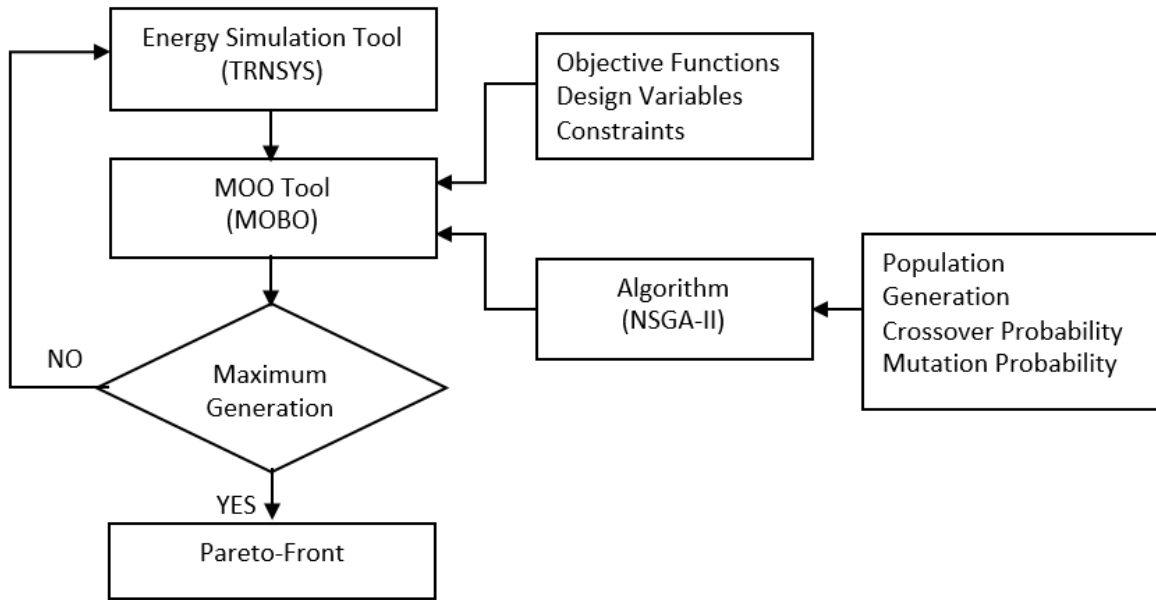 Energy Simulation Tool
(TRNSYS)
Objective Functions
Design Variables
Constraints
MOO Tool
(MOBO)
Algorithm
(NSGA-II)
Population
Generation
Crossover Probability
Mutation Probability
NO
Maximum
Generation
YES
Pareto-Front